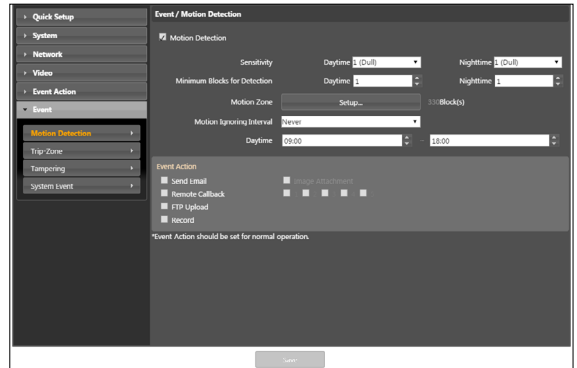 Quick Setup
System
Network
Video
Event Action
Event
Motion Detection
Trip-Zone
Tampering
System Event
Event / Motion Detection
Motion Detection
Sensitivity Daytime 1 (Dull) Nighttime 1 (Dull)
Minimum Blocks for Detection Daytime 1 Nighttime 1
Motion Zone Setup... 330Block(s)
Motion Ignoring Interval Never
Daytime 09:00 - 18:00
Event Action
Send Email Image Attachment
Remote Callback
FTP Upload
Record
*Event Action should be set for normal operation.
Save